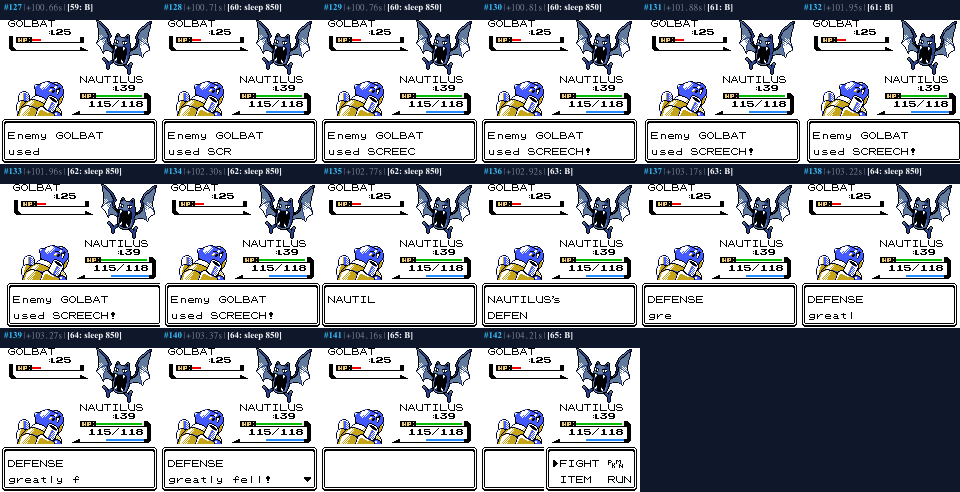 #127|+100.66s| [59: B]
GOLBAT
:L25
HP:
NAUTILUS
:L39
HP:
115/118
Enemy GOLBAT
used
#128|+100.71s| [60: sleep 850]
GOLBAT
:L25
HP:
NAUTILUS
:L39
HP:
115/118
Enemy GOLBAT
used SCR
#129|+100.76s| [60: sleep 850]
GOLBAT
:L25
HP:
NAUTILUS
:L39
HP:
115/118
Enemy GOLBAT
used SCREEC
#130|+100.81s| [60: sleep 850]
GOLBAT
:L25
HP:
NAUTILUS
:L39
HP:
115/118
Enemy GOLBAT
used SCREECH!
#131|+101.88s| [61: B]
GOLBAT
:L25
HP:
NAUTILUS
:L39
HP:
115/118
Enemy GOLBAT
used SCREECH!
#132|+101.95s| [61: B]
GOLBAT
:L25
HP:
NAUTILUS
:L39
HP:
115/118
Enemy GOLBAT
used SCREECH!
#133|+101.96s| [62: sleep 850]
GOLBAT
:L25
HP:
NAUTILUS
:L39
HP:
115/118
Enemy GOLBAT
used SCREECH!
#134|+102.30s| [62: sleep 850]
GOLBAT
:L25
HP:
NAUTILUS
:L39
HP:
115/118
Enemy GOLBAT
used SCREECH!
#135|+102.77s| [62: sleep 850]
GOLBAT
:L25
HP:
NAUTILUS
:L39
HP:
115/118
NAUTIL
#136|+102.92s| [63: B]
GOLBAT
:L25
HP:
NAUTILUS
:L39
HP:
115/118
NAUTILUS's
DEFEN
#137|+103.17s| [63: B]
GOLBAT
:L25
HP:
NAUTILUS
:L39
HP:
115/118
DEFENSE
gre
#138|+103.22s| [64: sleep 850]
GOLBAT
:L25
HP:
NAUTILUS
:L39
HP:
115/118
DEFENSE
greatl
#139|+103.27s| [64: sleep 850]
GOLBAT
:L25
HP:
NAUTILUS
:L39
HP:
115/118
DEFENSE
greatly f
#140|+103.37s| [64: sleep 850]
GOLBAT
:L25
HP:
NAUTILUS
:L39
HP:
115/118
DEFENSE
greatly fell!
#141|+104.16s| [65: B]
GOLBAT
:L25
HP:
NAUTILUS
:L39
HP:
115/118
#142|+104.21s| [65: B]
GOLBAT
:L25
HP:
NAUTILUS
:L39
HP:
115/118
FIGHT PKMN
ITEM RUN